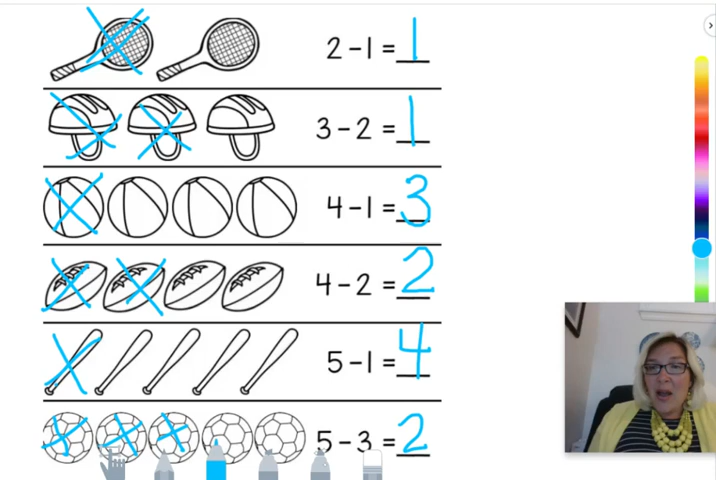 2 - 1 = 1
3 - 2 = 1
4 - 1 = 3
4 - 2 = 2
5 - 1 = 4
5 - 3 = 2